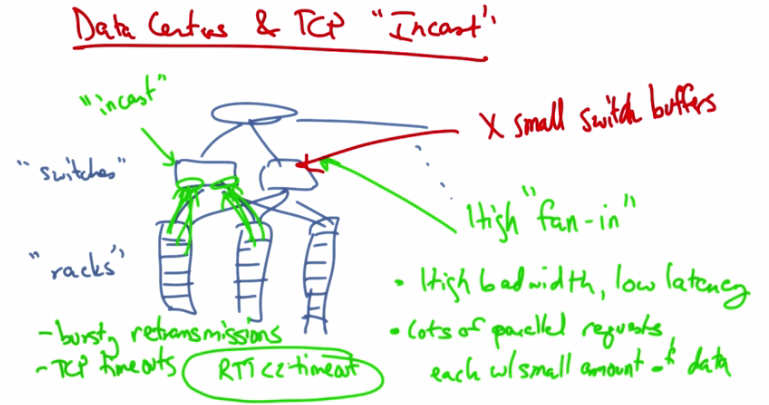 Data Centers & TCP "Incast"
"incast"
X small switch buffers
"switches"
High "fan-in"
"racks"
• High badwidth, low latency
- bursty retransmissions
• Lots of parallel requests
- TCP timeouts
RTT << timeout
each w/ small amount of data